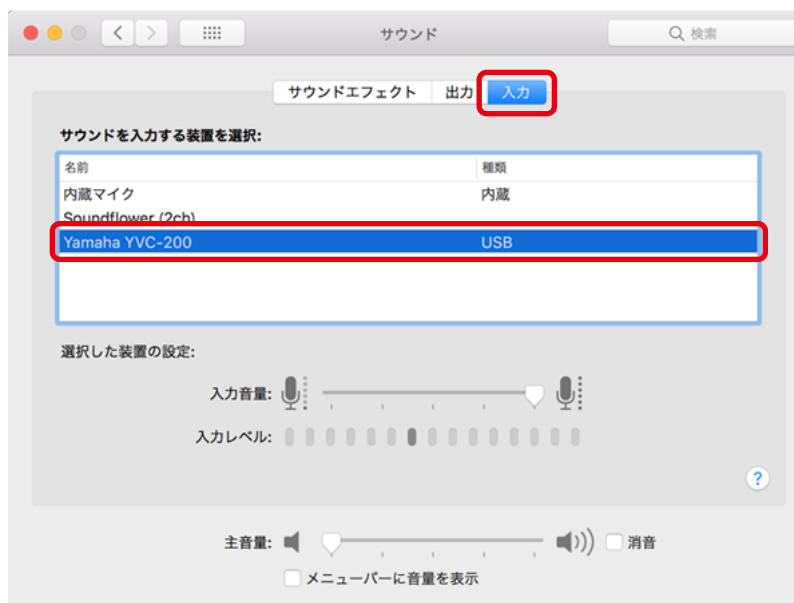 サウンド
検索
サウンドエフェクト 出力 入力
サウンドを入力する装置を選択:
名前 種類
内蔵マイク 内蔵
Soundflower (2ch)
Yamaha YVC-200 USB
選択した装置の設定:
入力音量:
入力レベル:
?
主音量: 消音
メニューバーに音量を表示